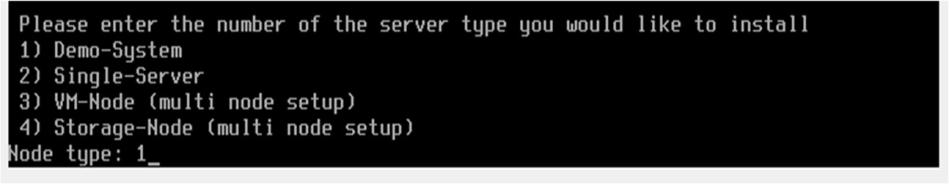 Please enter the number of the server type you would like to install
1) Demo-System
2) Single-Server
3) VM-Node (multi node setup)
4) Storage-Node (multi node setup)
Node type: 1_